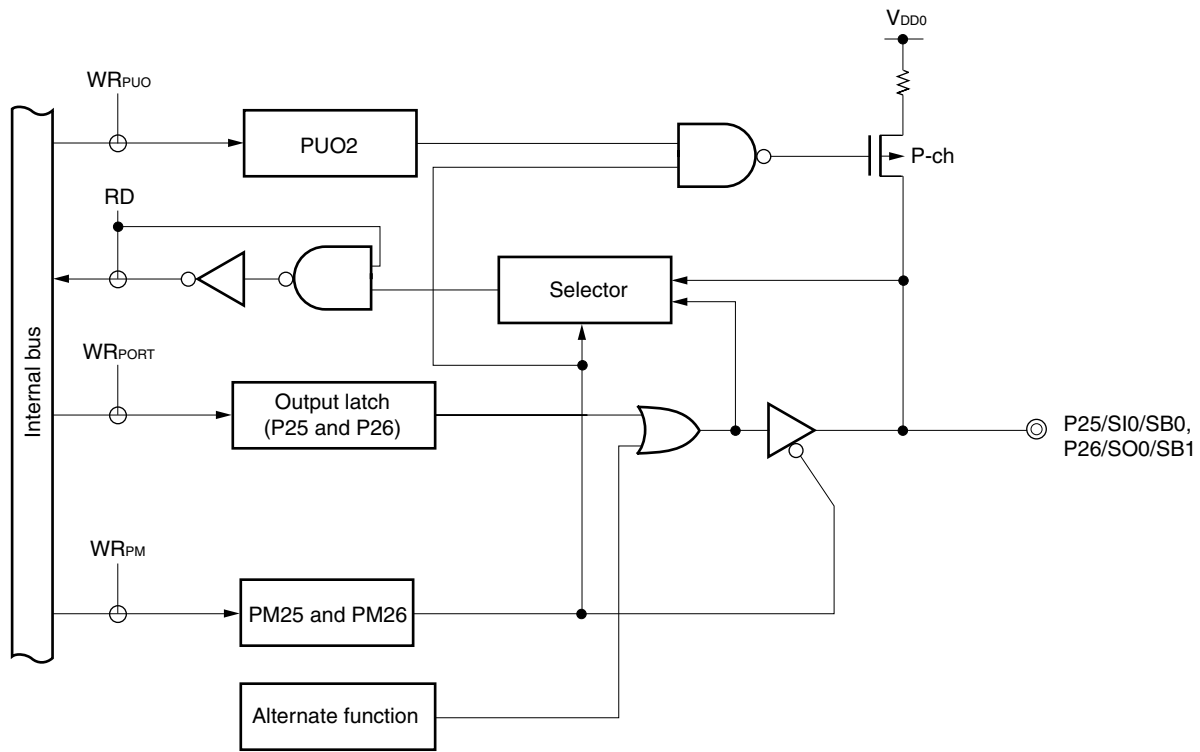 VDD0
WRPUO
PUO2
P-ch
RD
Selector
Internal bus
WRPORT
Output latch
(P25 and P26)
P25/SI0/SB0,
P26/SO0/SB1
WRPM
PM25 and PM26
Alternate function